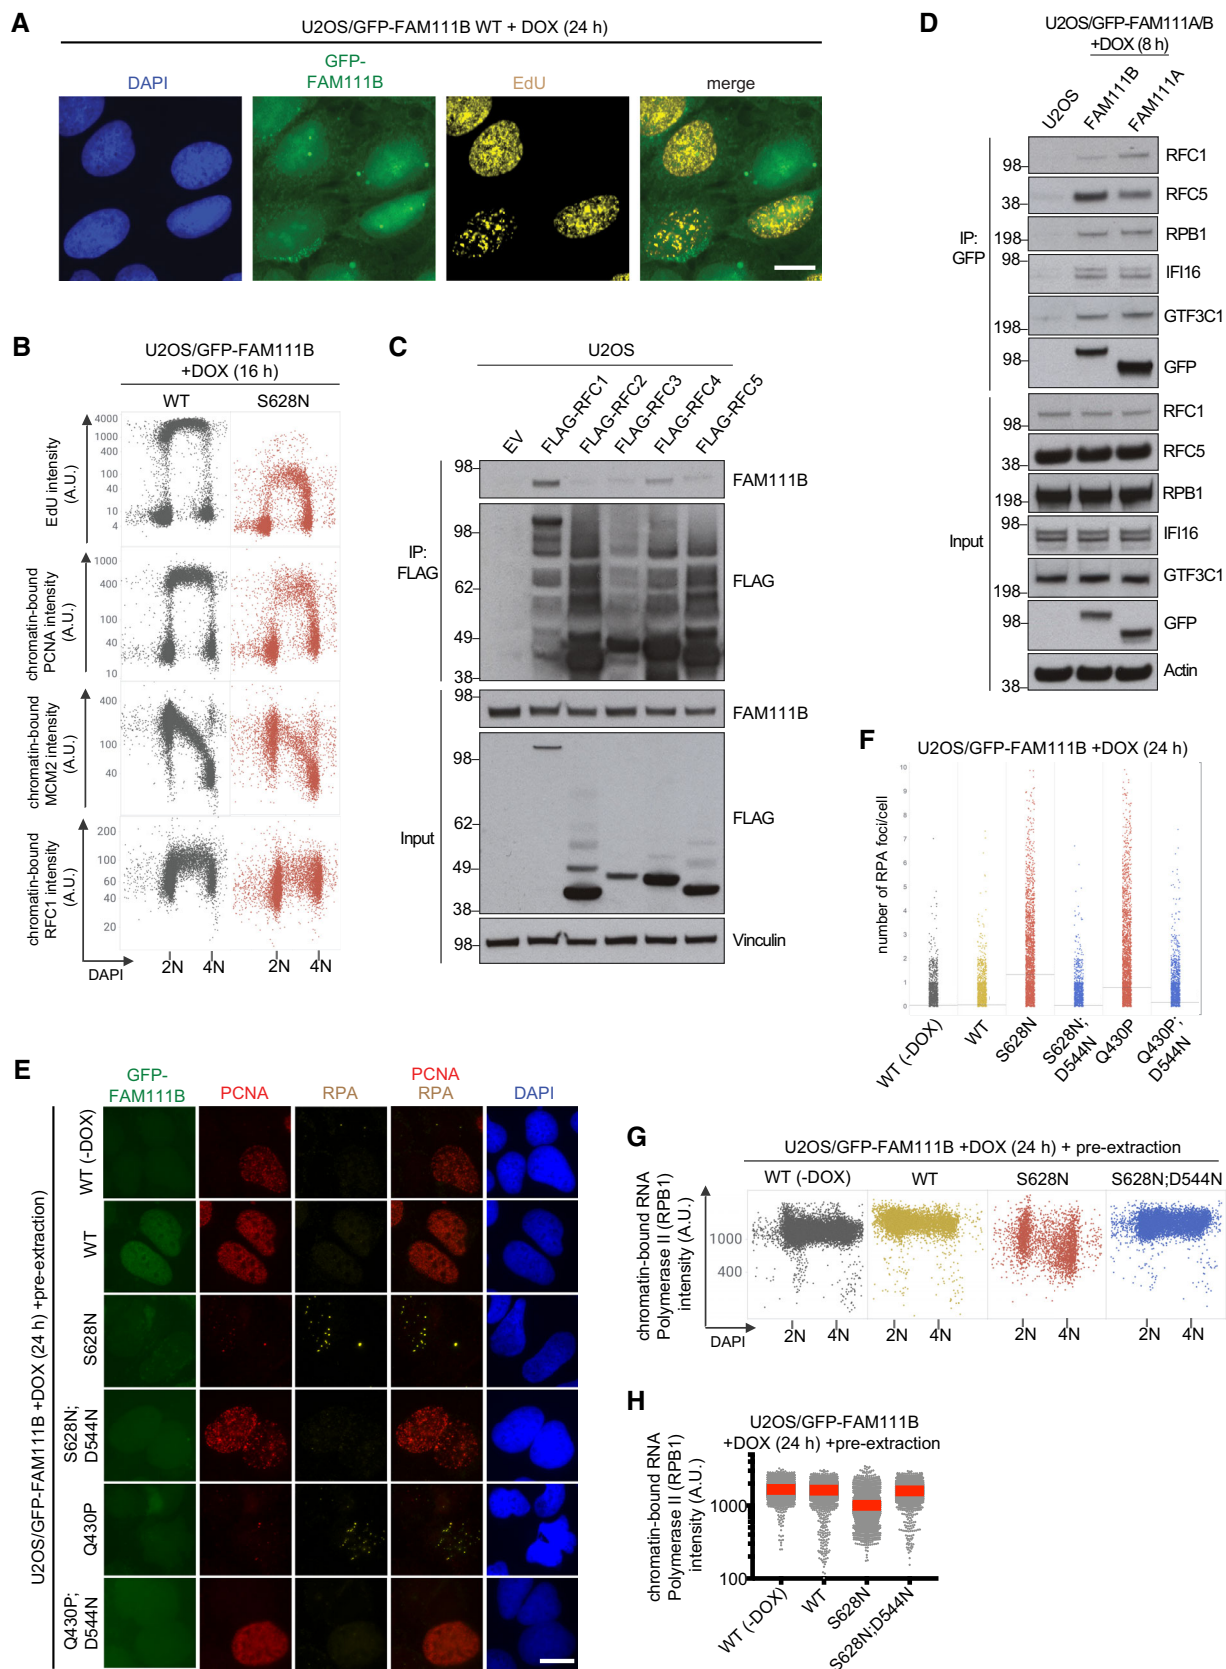 A
U2OS/GFP-FAM111B WT + DOX (24 h)
DAPI
GFP-
FAM111B
EdU
merge
B
U2OS/GFP-FAM111B
+DOX (16 h)
WT
S628N
EdU intensity
(A.U.)
4000
1000
400
100
40
10
4
chromatin-bound
PCNA intensity
(A.U.)
1000
400
100
40
10
chromatin-bound
MCM2 intensity
(A.U.)
400
100
40
chromatin-bound
RFC1 intensity
(A.U.)
200
100
60
40
20
DAPI
2N
4N
2N
4N
C
U2OS
EV
FLAG-RFC1
FLAG-RFC2
FLAG-RFC3
FLAG-RFC4
FLAG-RFC5
IP:
FLAG
98
FAM111B
98
62
49
38
FLAG
Input
98
FAM111B
98
62
49
38
FLAG
98
Vinculin
D
U2OS/GFP-FAM111A/B
+DOX (8 h)
U2OS
FAM111B
FAM111A
IP:
GFP
98
RFC1
38
RFC5
198
RPB1
98
IFI16
198
GTF3C1
98
GFP
Input
RFC1
38
RFC5
198
RPB1
98
IFI16
198
GTF3C1
98
GFP
38
Actin
E
U2OS/GFP-FAM111B +DOX (24 h) +pre-extraction
GFP-
FAM111B
PCNA
RPA
PCNA
RPA
DAPI
WT (-DOX)
WT
S628N
S628N;
D544N
Q430P
Q430P;
D544N
F
U2OS/GFP-FAM111B +DOX (24 h)
number of RPA foci/cell
10
9
8
7
6
5
4
3
2
1
0
WT (-DOX)
WT
S628N
S628N;
D544N
Q430P
Q430P;
D544N
G
U2OS/GFP-FAM111B +DOX (24 h) + pre-extraction
WT (-DOX)
WT
S628N
S628N;D544N
chromatin-bound RNA
Polymerase II (RPB1)
intensity (A.U.)
1000
400
DAPI
2N
4N
2N
4N
2N
4N
2N
4N
H
U2OS/GFP-FAM111B
+DOX (24 h) +pre-extraction
chromatin-bound RNA
Polymerase II (RPB1)
intensity (A.U.)
1000
100
WT (-DOX)
WT
S628N
S628N;D544N